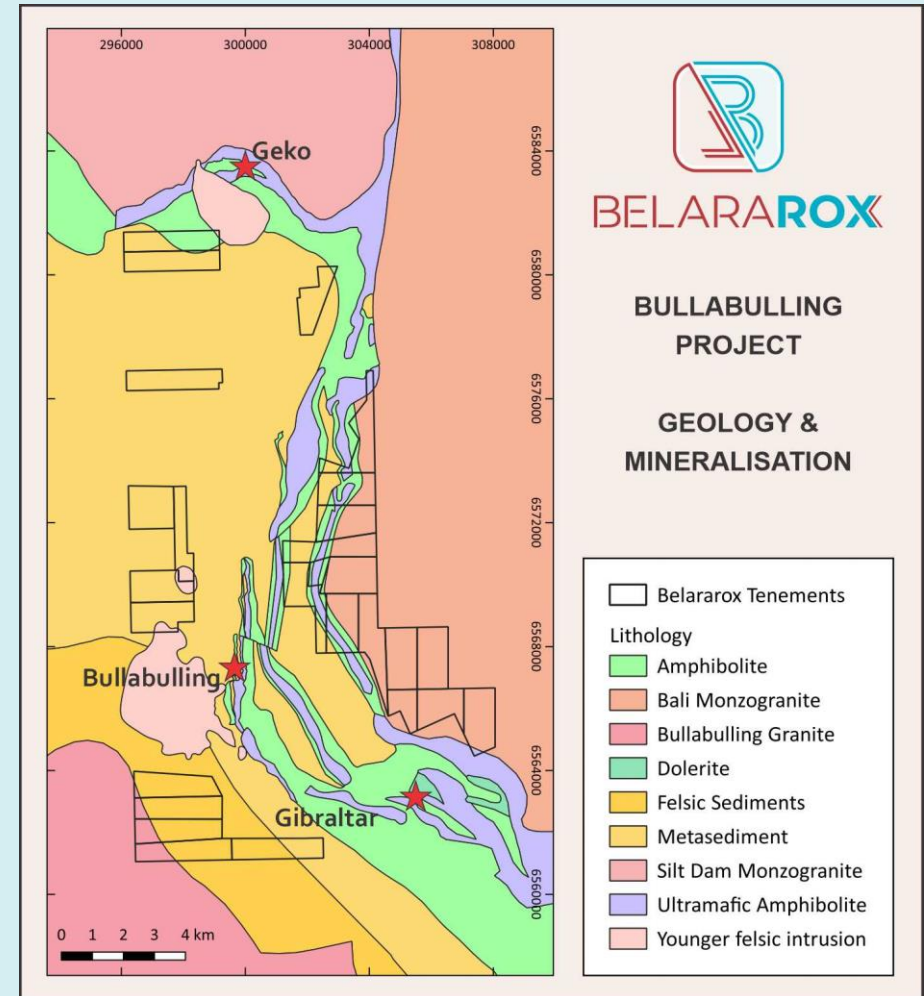 296000
300000
304000
308000
6584000
6580000
6576000
6572000
6568000
6564000
6560000
Geko
Bullabulling
Gibraltar
0 1 2 3 4 km
BELARAROX
BULLABULLING
PROJECT
GEOLOGY &
MINERALISATION
Belararox Tenements
Lithology
Amphibolite
Bali Monzogranite
Bullabulling Granite
Dolerite
Felsic Sediments
Metasediment
Silt Dam Monzogranite
Ultramafic Amphibolite
Younger felsic intrusion